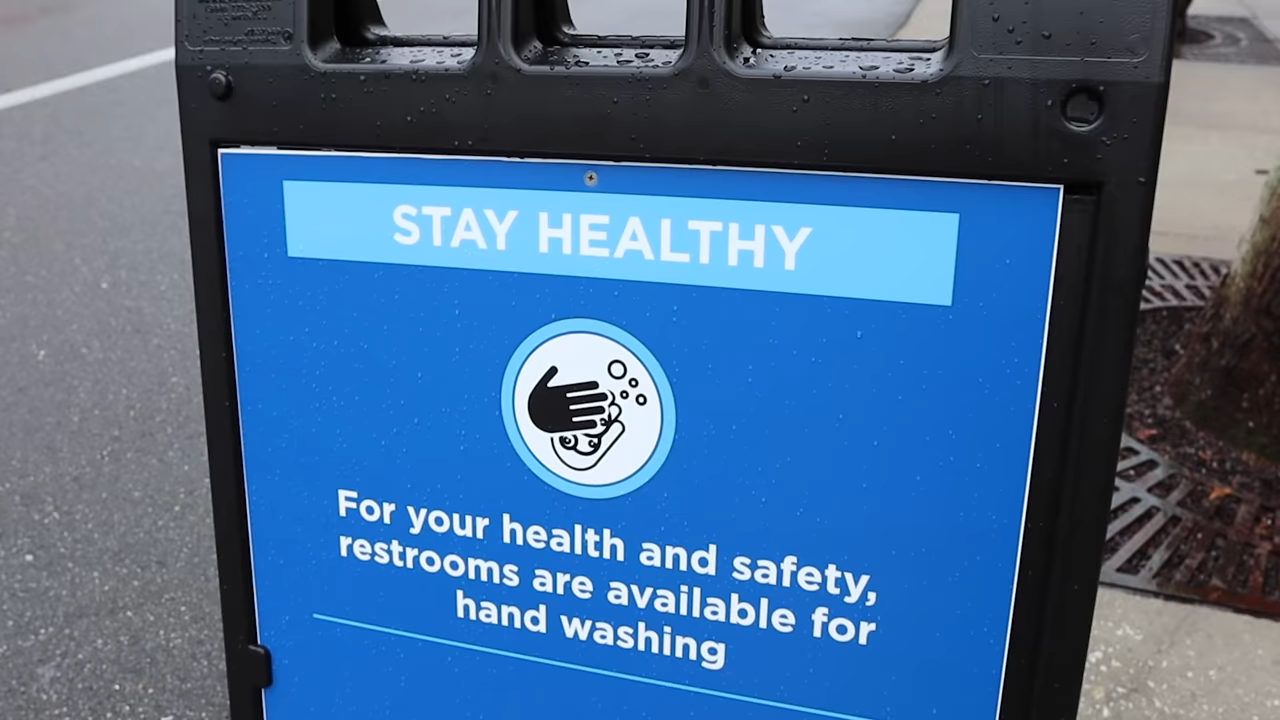 STAY HEALTHY
For your health and safety,
restrooms are available for
hand washing